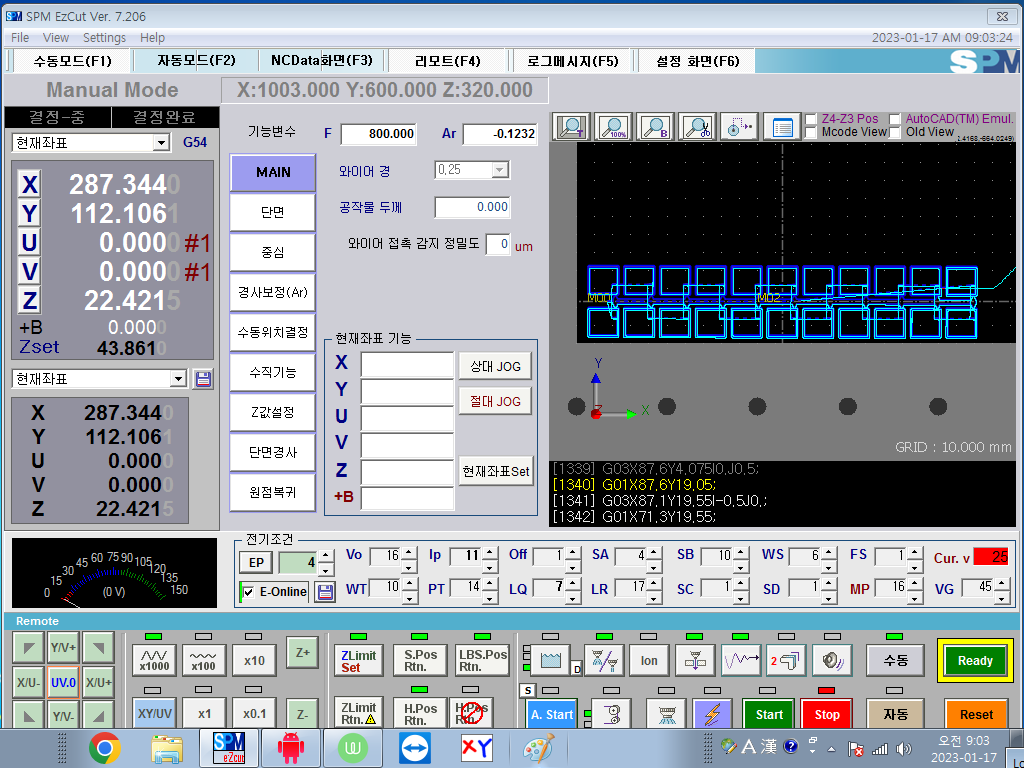 SPM EzCut Ver. 7.206
File View Settings Help
2023-01-17 AM 09:03:24
수동모드(F1) 자동모드(F2) NCData화면(F3) 리모트(F4) 로그메시지(F5) 설정 화면(F6) SPM
Manual Mode
X:1003.000 Y:600.000 Z:320.000
결정-중 결정완료
현재좌표 G54
X 287.3440
Y 112.1061
U 0.0000 #1
V 0.0000 #1
Z 22.4215
+B 0.0000
Zset 43.8610
현재좌표
X 287.3440
Y 112.1061
U 0.0000
V 0.0000
Z 22.4215
기능변수 F 800.000 Ar -0.1232
MAIN
단면
중심
경사보정(Ar)
수동위치결정
수직기능
Z값설정
단면경사
원점복귀
와이어 경 0,25
공작물 두께 0.000
와이어 접촉 감지 정밀도 0 um
현재좌표 기능
X
Y
U
V
Z
+B
상대 JOG
절대 JOG
현재좌표Set
T 100% B
Z4-Z3 Pos AutoCAD(TM) Emul.
Mcode View Old View
.4168,-664.0249)
M00 M02
Y
Z X
GRID : 10.000 mm
[1339] G03X87,6Y4,075I0,J0,5;
[1340] G01X87,6Y19,05;
[1341] G03X87,1Y19,55I-0,5J0,;
[1342] G01X71,3Y19,55;
0 15 30 45 60 75 90 105 120 135 150
(0 V)
전기조건
EP 4
E-Online
Vo 16 Ip 11 Off 1 SA 4 SB 10 WS 6 FS 1 Cur. v 25
WT 10 PT 14 LQ 7 LR 17 SC 1 SD 1 MP 16 VG 45
Remote
Y/V+
X/U- UV.0 X/U+
Y/V-
x1000 x100 x10 Z+
XY/UV x1 x0.1 Z-
ZLimit Set
S.Pos Rtn.
LBS.Pos Rtn.
ZLimit Rtn.
H.Pos Rtn.
D Ion 2 수동 Ready
S A. Start Start Stop 자동 Reset
SPM eZcut
XY
A 漢
오전 9:03
2023-01-17